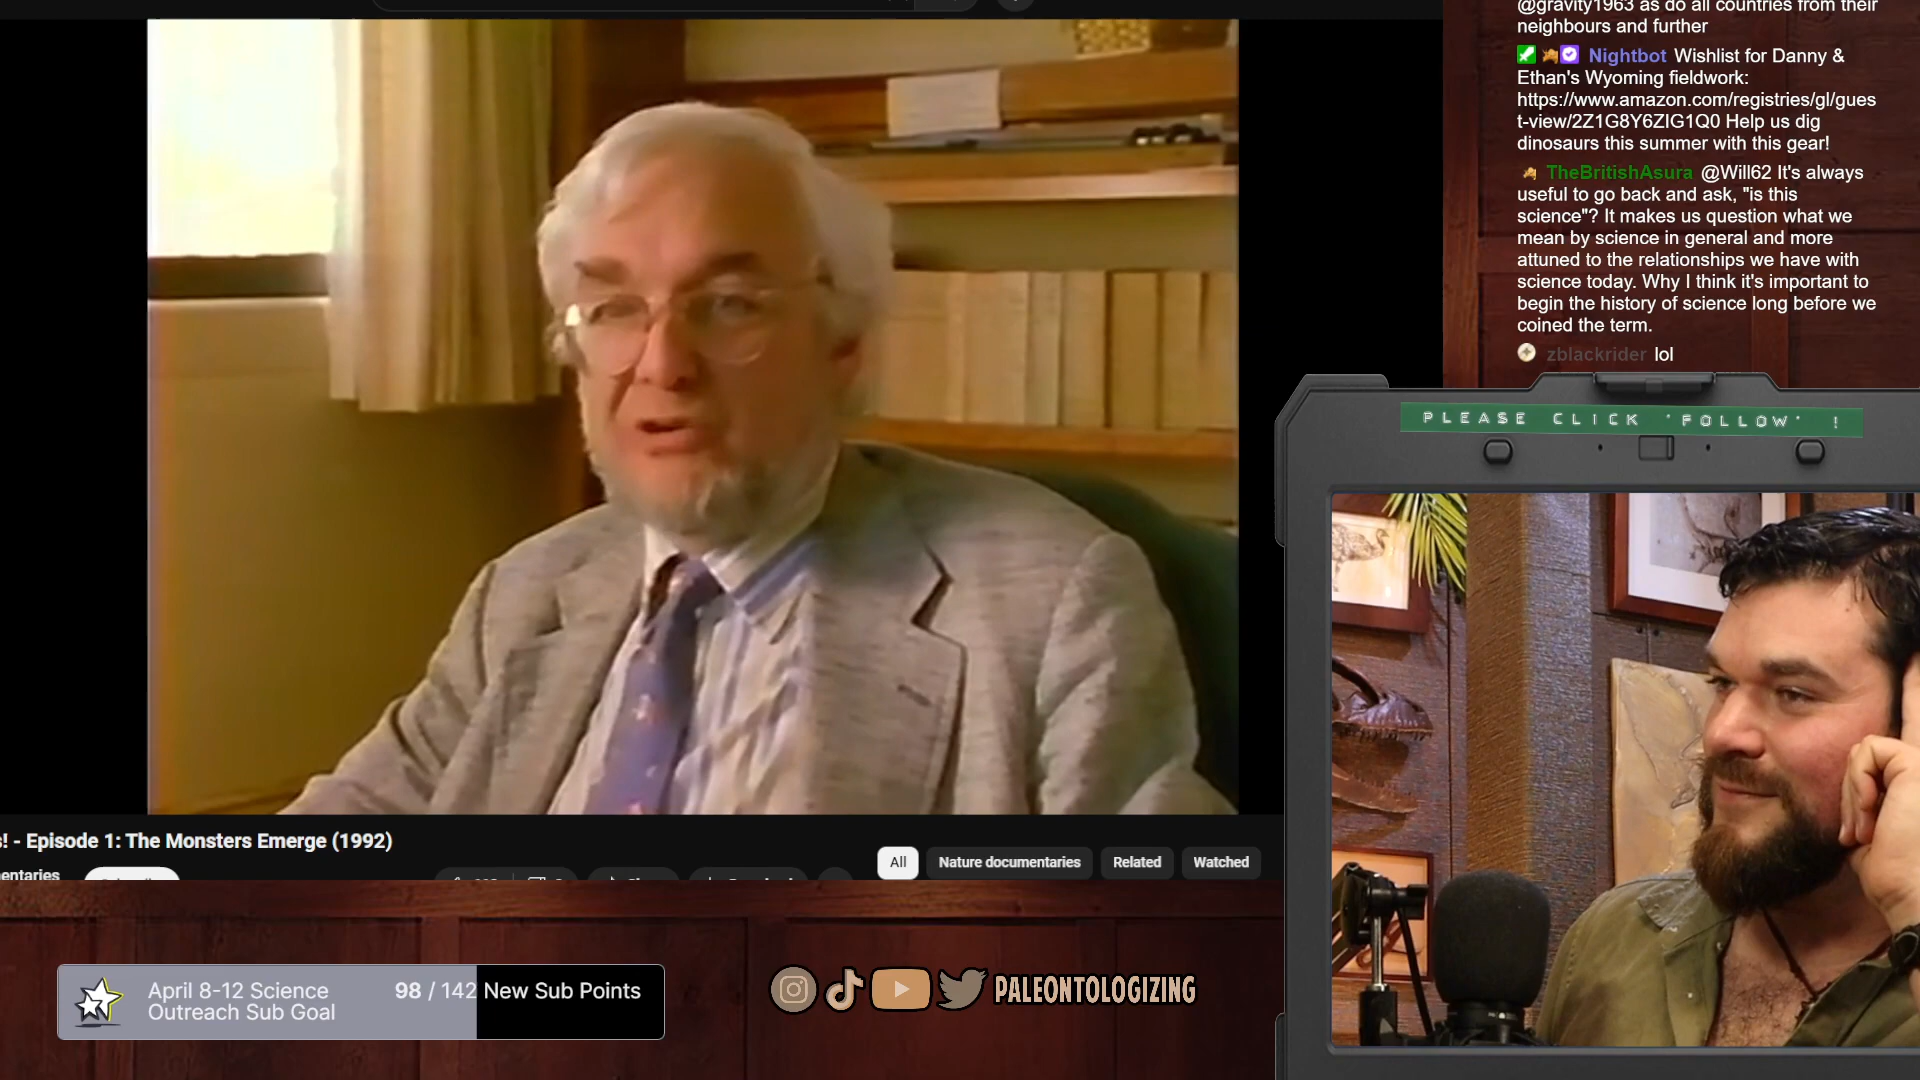 @gravity1963 as do all countries from their
neighbours and further
Nightbot Wishlist for Danny &
Ethan's Wyoming fieldwork:
https://www.amazon.com/registries/gl/gues
t-view/2Z1G8Y6ZIG1Q0 Help us dig
dinosaurs this summer with this gear!
TheBritishAsura @Will62 It's always
useful to go back and ask, "is this
science"? It makes us question what we
mean by science in general and more
attuned to the relationships we have with
science today. Why I think it's important to
begin the history of science long before we
coined the term.
zblackrider lol
PLEASE CLICK "FOLLOW" !
s! - Episode 1: The Monsters Emerge (1992)
All Nature documentaries Related Watched
entaries
April 8-12 Science
Outreach Sub Goal
98 / 142 New Sub Points
PALEONTOLOGIZING